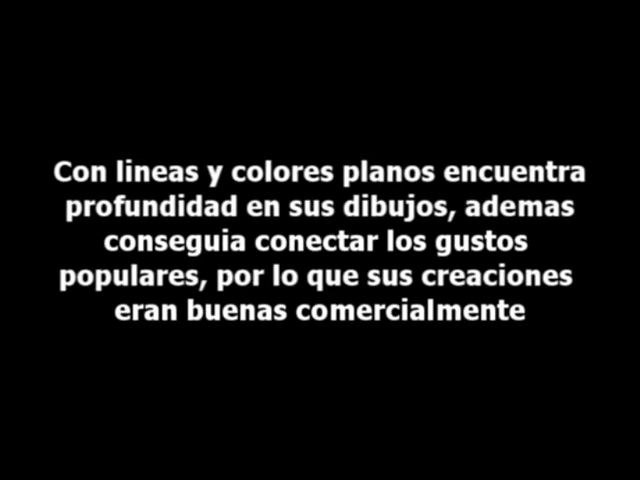 Con lineas y colores planos encuentra
profundidad en sus dibujos, ademas
conseguia conectar los gustos
populares, por lo que sus creaciones
eran buenas comercialmente